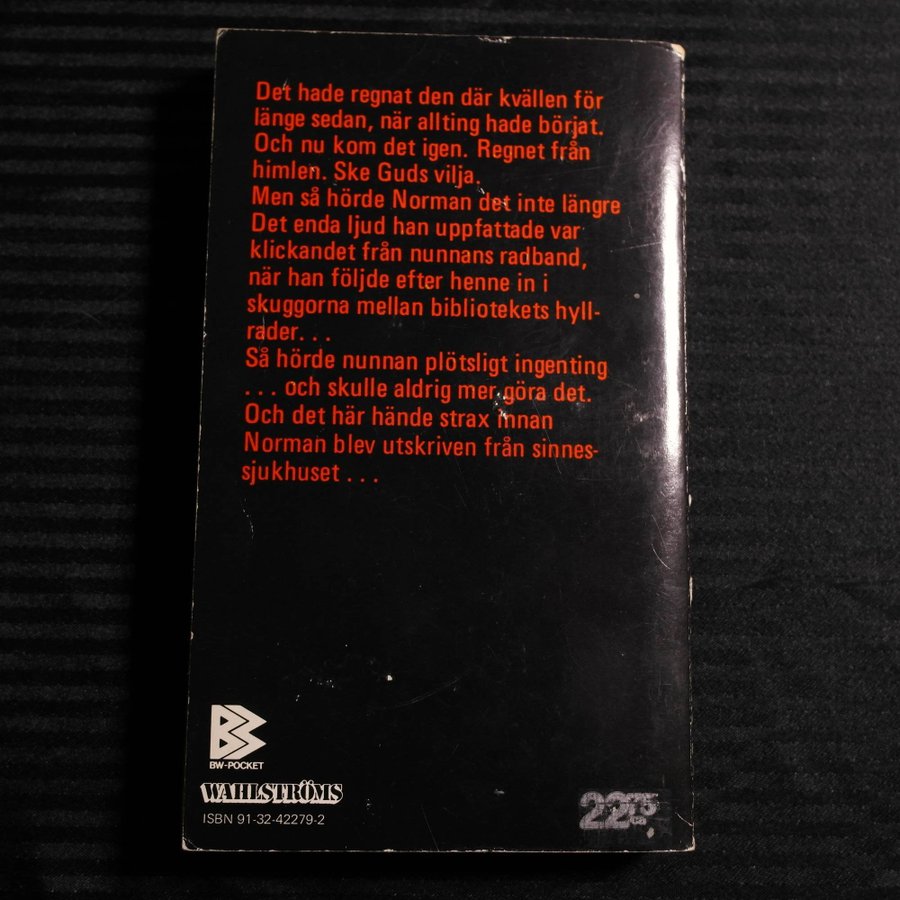 Det hade regnat den där kvällen för
länge sedan, när allting hade börjat.
Och nu kom det igen. Regnet från
himlen. Ske Guds vilja.
Men så hörde Norman det inte längre
Det enda ljud han uppfattade var
klickandet från nunnans radband,
när han följde efter henne in i
skuggorna mellan bibliotekets hyll-
rader. . .
Så hörde nunnan plötsligt ingenting
. . . och skulle aldrig mer göra det.
Och det här hände strax innan
Norman blev utskriven från sinnes-
sjukhuset . . .
BW-POCKET
WAHLSTRÖMS
ISBN 91-32-42279-2
22